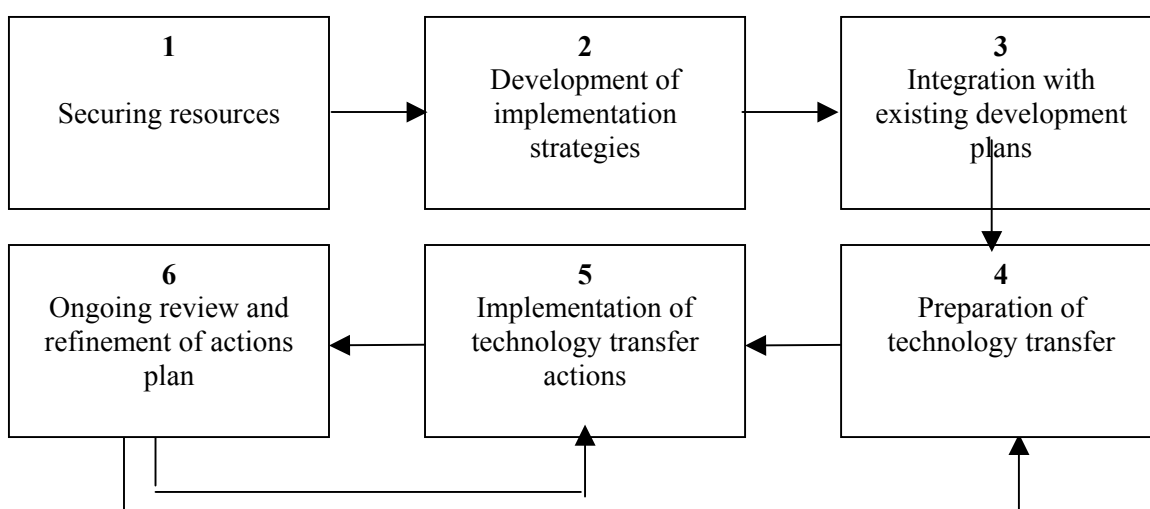 1
Securing resources
2
Development of
implementation
strategies
3
Integration with
existing development
plans
4
Preparation of
technology transfer
5
Implementation of
technology transfer
actions
6
Ongoing review and
refinement of actions
plan